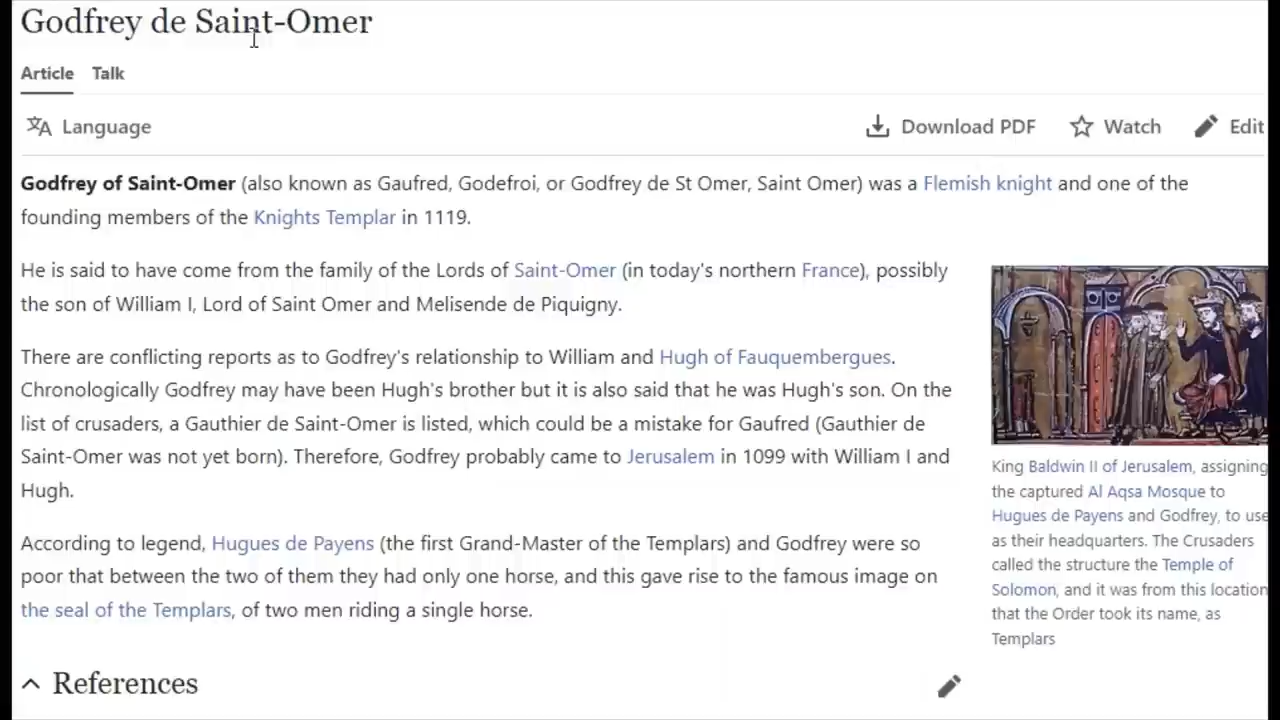 Godfrey de Saint-Omer
Article Talk
Language Download PDF Watch Edit
Godfrey of Saint-Omer (also known as Gaufred, Godefroi, or Godfrey de St Omer, Saint Omer) was a Flemish knight and one of the
founding members of the Knights Templar in 1119.
He is said to have come from the family of the Lords of Saint-Omer (in today's northern France), possibly
the son of William I, Lord of Saint Omer and Melisende de Piquigny.
There are conflicting reports as to Godfrey's relationship to William and Hugh of Fauquembergues.
Chronologically Godfrey may have been Hugh's brother but it is also said that he was Hugh's son. On the
list of crusaders, a Gauthier de Saint-Omer is listed, which could be a mistake for Gaufred (Gauthier de
Saint-Omer was not yet born). Therefore, Godfrey probably came to Jerusalem in 1099 with William I and
Hugh.
According to legend, Hugues de Payens (the first Grand-Master of the Templars) and Godfrey were so
poor that between the two of them they had only one horse, and this gave rise to the famous image on
the seal of the Templars, of two men riding a single horse.
King Baldwin II of Jerusalem, assigning
the captured Al Aqsa Mosque to
Hugues de Payens and Godfrey, to use
as their headquarters. The Crusaders
called the structure the Temple of
Solomon, and it was from this location
that the Order took its name, as
Templars
References